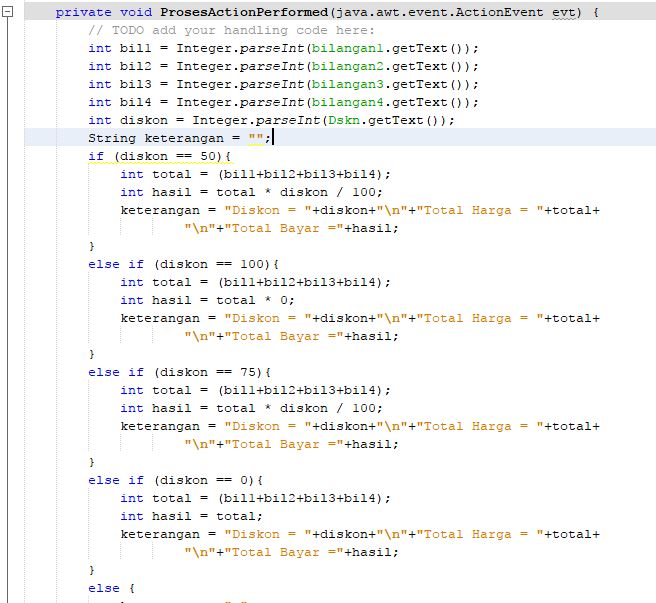 private void ProsesActionPerformed(java.awt.event.ActionEvent evt) {
// TODO add your handling code here:
int bil1 = Integer.parseInt(bilangan1.getText());
int bil2 = Integer.parseInt(bilangan2.getText());
int bil3 = Integer.parseInt(bilangan3.getText());
int bil4 = Integer.parseInt(bilangan4.getText());
int diskon = Integer.parseInt(Dskn.getText());
String keterangan = "";
if (diskon == 50){
int total = (bil1+bil2+bil3+bil4);
int hasil = total * diskon / 100;
keterangan = "Diskon = "+diskon+"\n"+"Total Harga = "+total+
"\n"+"Total Bayar ="+hasil;
}
else if (diskon == 100){
int total = (bil1+bil2+bil3+bil4);
int hasil = total * 0;
keterangan = "Diskon = "+diskon+"\n"+"Total Harga = "+total+
"\n"+"Total Bayar ="+hasil;
}
else if (diskon == 75){
int total = (bil1+bil2+bil3+bil4);
int hasil = total * diskon / 100;
keterangan = "Diskon = "+diskon+"\n"+"Total Harga = "+total+
"\n"+"Total Bayar ="+hasil;
}
else if (diskon == 0){
int total = (bil1+bil2+bil3+bil4);
int hasil = total;
keterangan = "Diskon = "+diskon+"\n"+"Total Harga = "+total+
"\n"+"Total Bayar ="+hasil;
}
else {